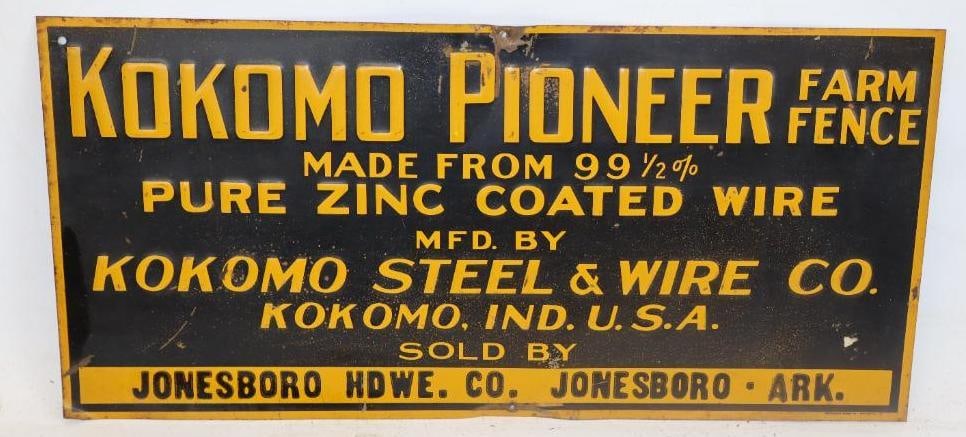 KOKOMO PIONEER FARM FENCE
MADE FROM 99 ½ %
PURE ZINC COATED WIRE
MFD. BY
KOKOMO STEEL & WIRE CO.
KOKOMO, IND. U.S.A.
SOLD BY
JONESBORO HDWE. CO. JONESBORO · ARK.